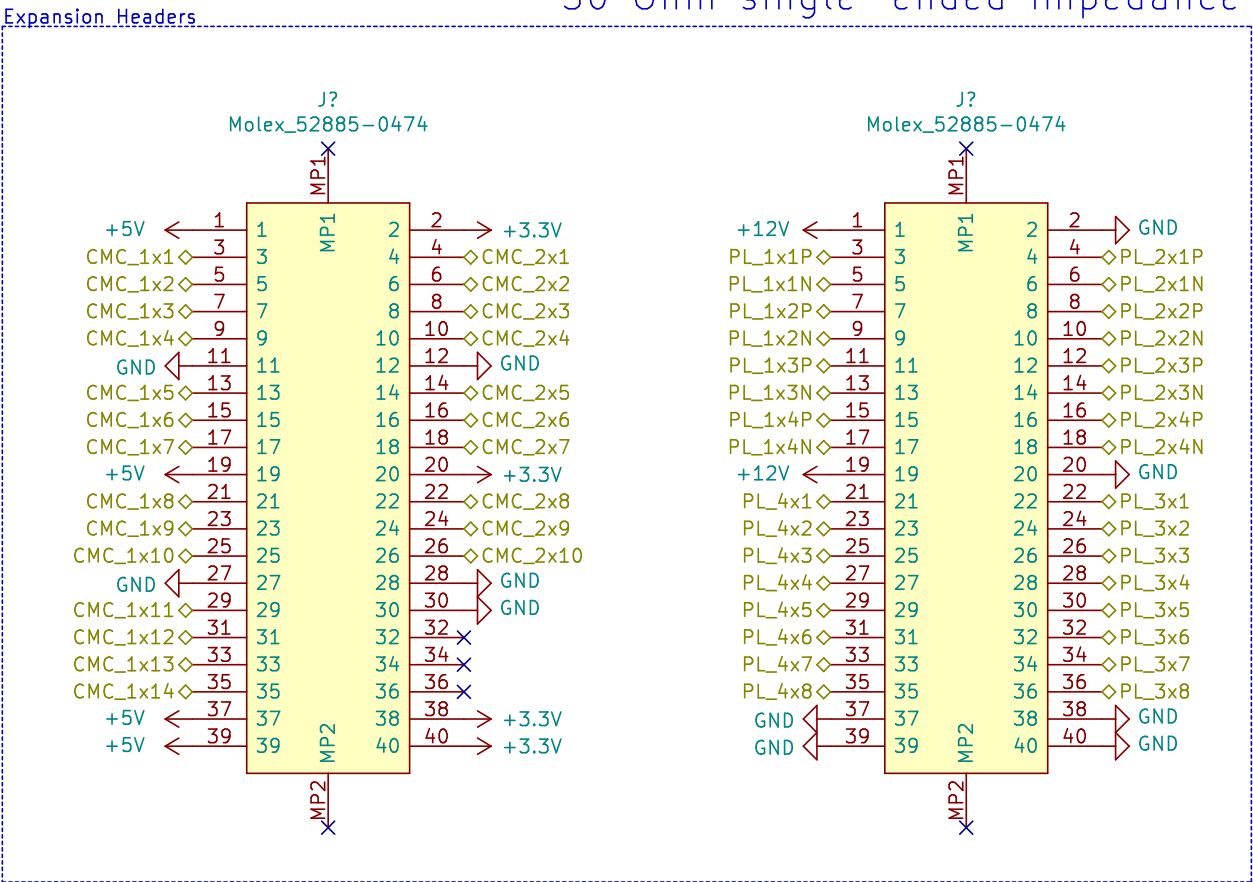 Ohm single-ended impedance
Expansion Headers
J?
Molex_52885-0474
MP1
MP1
+5V 1 1 2 2 +3.3V
CMC_1x1 3 3 4 4 CMC_2x1
CMC_1x2 5 5 6 6 CMC_2x2
CMC_1x3 7 7 8 8 CMC_2x3
CMC_1x4 9 9 10 10 CMC_2x4
GND 11 11 12 12 GND
CMC_1x5 13 13 14 14 CMC_2x5
CMC_1x6 15 15 16 16 CMC_2x6
CMC_1x7 17 17 18 18 CMC_2x7
+5V 19 19 20 20 +3.3V
CMC_1x8 21 21 22 22 CMC_2x8
CMC_1x9 23 23 24 24 CMC_2x9
CMC_1x10 25 25 26 26 CMC_2x10
GND 27 27 28 28 GND
CMC_1x11 29 29 30 30 GND
CMC_1x12 31 31 32 32
CMC_1x13 33 33 34 34
CMC_1x14 35 35 36 36
+5V 37 37 38 38 +3.3V
+5V 39 39 40 40 +3.3V
MP2
MP2
J?
Molex_52885-0474
MP1
MP1
+12V 1 1 2 2 GND
PL_1x1P 3 3 4 4 PL_2x1P
PL_1x1N 5 5 6 6 PL_2x1N
PL_1x2P 7 7 8 8 PL_2x2P
PL_1x2N 9 9 10 10 PL_2x2N
PL_1x3P 11 11 12 12 PL_2x3P
PL_1x3N 13 13 14 14 PL_2x3N
PL_1x4P 15 15 16 16 PL_2x4P
PL_1x4N 17 17 18 18 PL_2x4N
+12V 19 19 20 20 GND
PL_4x1 21 21 22 22 PL_3x1
PL_4x2 23 23 24 24 PL_3x2
PL_4x3 25 25 26 26 PL_3x3
PL_4x4 27 27 28 28 PL_3x4
PL_4x5 29 29 30 30 PL_3x5
PL_4x6 31 31 32 32 PL_3x6
PL_4x7 33 33 34 34 PL_3x7
PL_4x8 35 35 36 36 PL_3x8
GND 37 37 38 38 GND
GND 39 39 40 40 GND
MP2
MP2